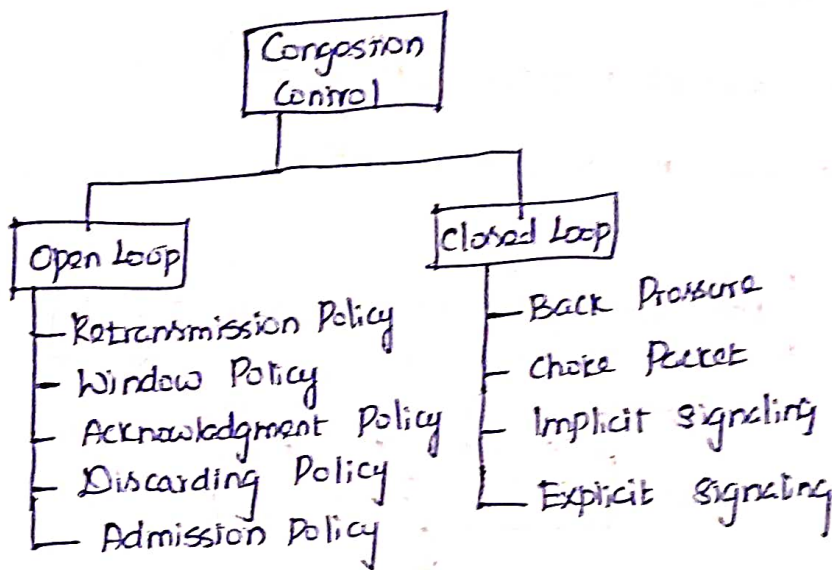 Congestion
Control
Open Loop
Retransmission Policy
Window Policy
Acknowledgment Policy
Discarding Policy
Admission Policy
Closed Loop
Back Pressure
Choke Packet
Implicit Signaling
Explicit Signaling